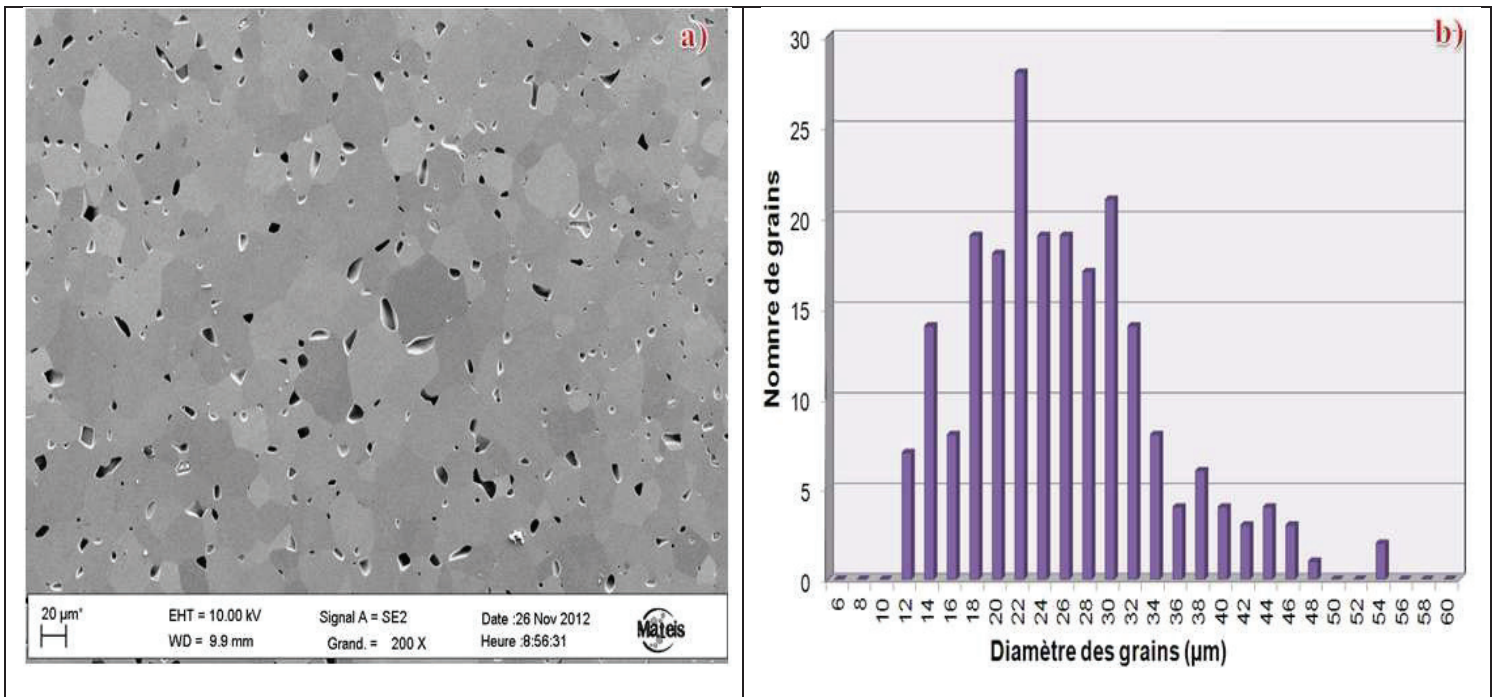 a)
20 µm*
EHT = 10.00 kV
Signal A = SE2
Date :26 Nov 2012
WD = 9.9 mm
Grand. = 200 X
Heure :8:56:31
Mateis
b)
Nomnre de grains
30
25
20
15
10
5
0
6 8 10 12 14 16 18 20 22 24 26 28 30 32 34 36 38 40 42 44 46 48 50 52 54 56 58 60
Diamètre des grains (µm)